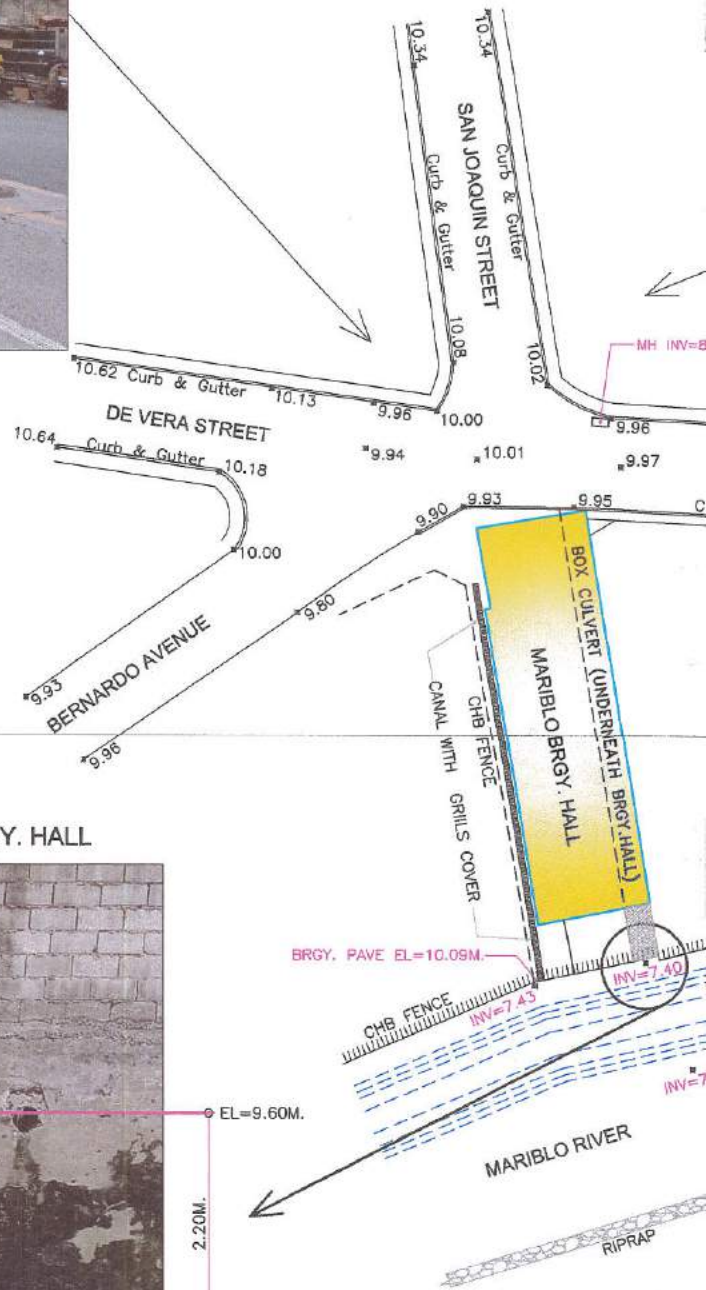 10.34
10.34
SAN JOAQUIN STREET
Curb & Gutter
Curb & Gutter
10.08
10.02
MH INV=8
10.62 Curb & Gutter
10.13
9.96
10.00
9.96
DE VERA STREET
10.64
Curb & Gutter
10.18
9.94
10.01
9.97
9.93
9.95
C
9.90
10.00
9.80
BERNARDO AVENUE
9.93
9.96
BOX CULVERT (UNDERNEATH BRGY.HALL)
MARIBLO BRGY. HALL
CHB FENCE
CANAL WITH GRIILS COVER
Y. HALL
BRGY. PAVE EL=10.09M.
CHB FENCE
INV=7.43
INV=7.40
INV=7
EL=9.60M.
2.20M.
MARIBLO RIVER
RIPRAP